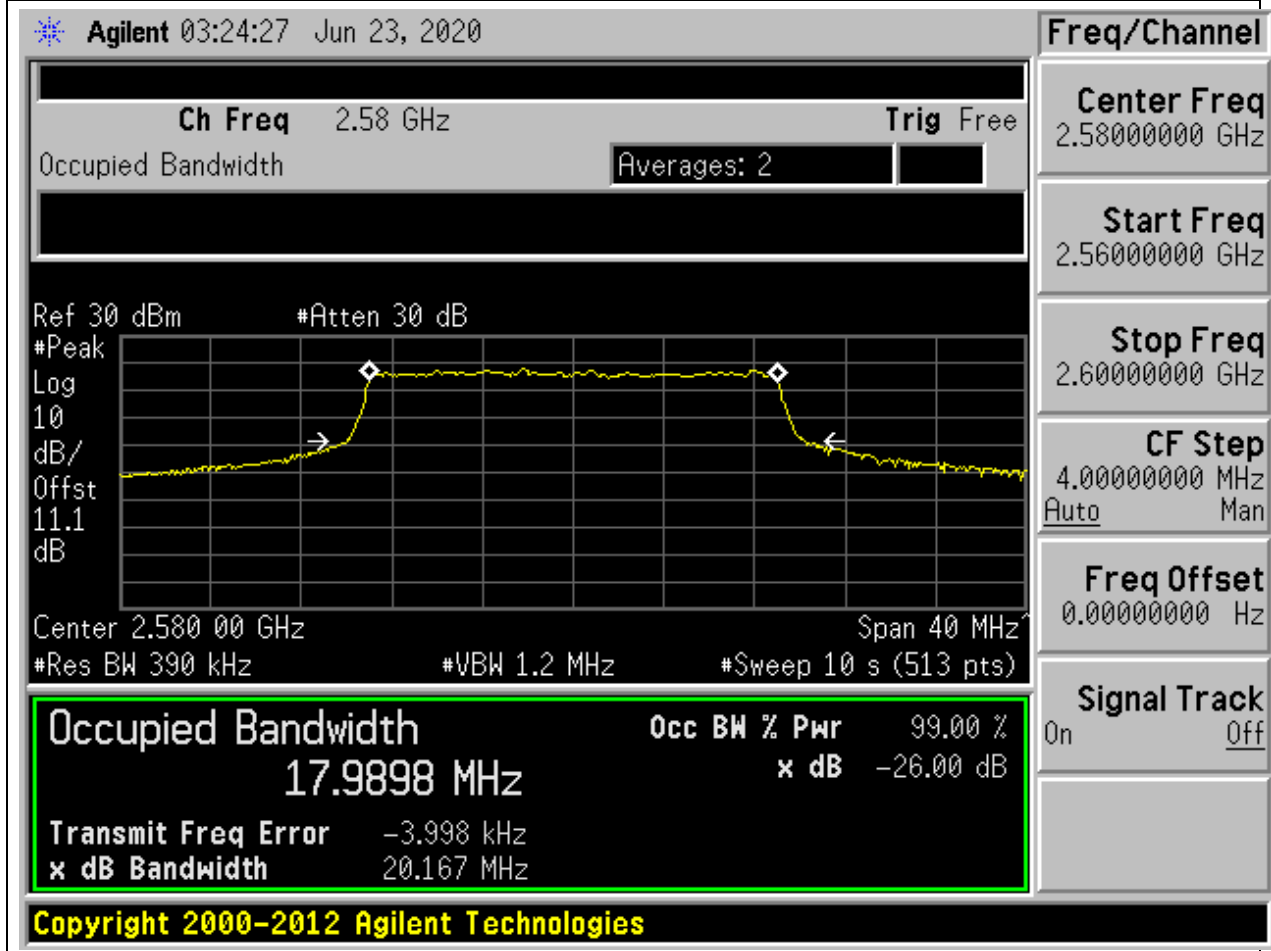 Agilent 03:24:27 Jun 23, 2020
Freq/Channel
Ch Freq 2.58 GHz Trig Free
Occupied Bandwidth Averages: 2
Ref 30 dBm #Atten 30 dB
#Peak
Log
10
dB/
Offst
11.1
dB
Center 2.580 00 GHz Span 40 MHz^
#Res BW 390 kHz #VBW 1.2 MHz #Sweep 10 s (513 pts)
Occupied Bandwidth Occ BW % Pwr 99.00 %
17.9898 MHz x dB -26.00 dB
Transmit Freq Error -3.998 kHz
x dB Bandwidth 20.167 MHz
Center Freq
2.58000000 GHz
Start Freq
2.56000000 GHz
Stop Freq
2.60000000 GHz
CF Step
4.00000000 MHz
Auto Man
Freq Offset
0.00000000 Hz
Signal Track
On Off
Copyright 2000-2012 Agilent Technologies